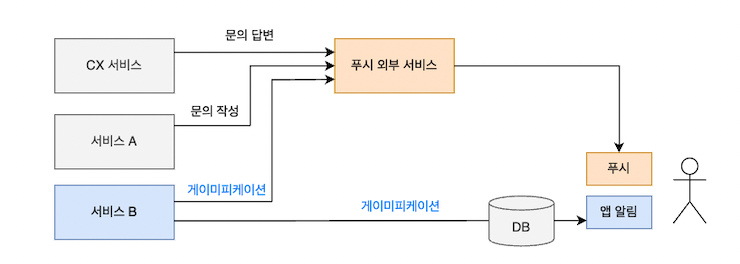 문의 답변
CX 서비스
푸시 외부 서비스
문의 작성
서비스 A
푸시
게이미피케이션
서비스 B
게이미피케이션
앱 알림
DB